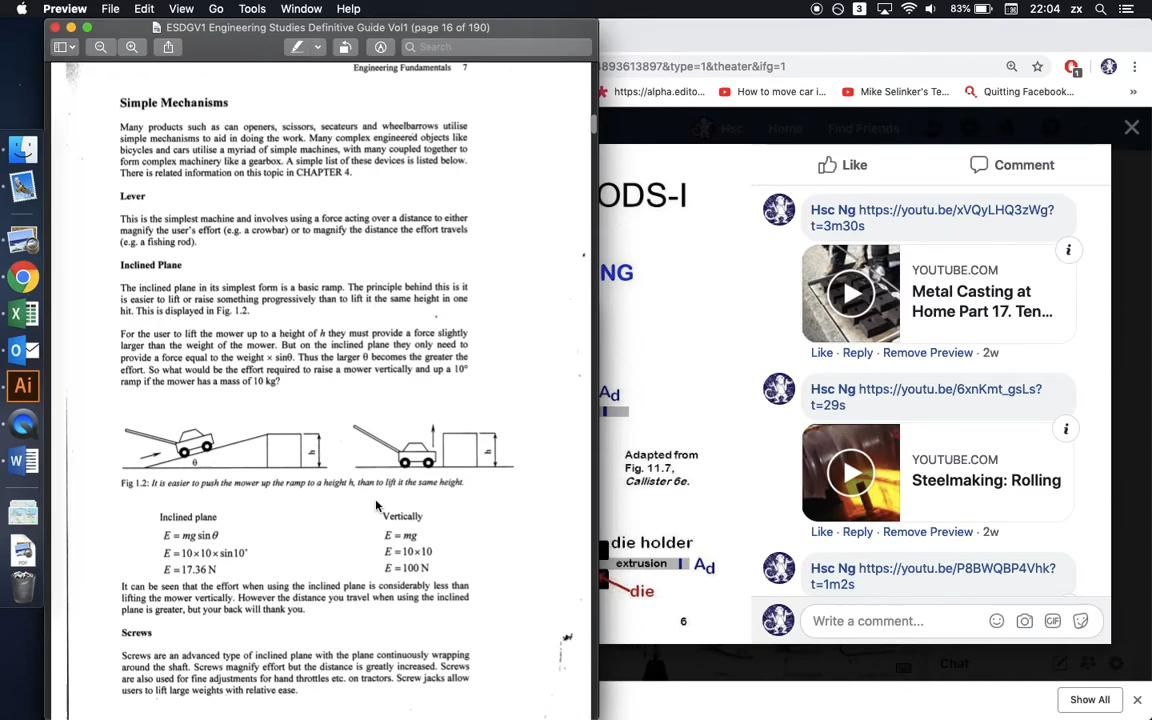 Preview File Edit View Go Tools Window Help
3 83% 22:04 zx
ESDGV1 Engineering Studies Definitive Guide Vol1 (page 16 of 190)
Search
4893613897&type=1&theater&ifg=1
https://alpha.edito...
How to move car i...
Mike Selinker's Te...
Quitting Facebook...
1
Hsc Home Find Friends
Engineering Fundamentals 7
Simple Mechanisms
Many products such as can openers, scissors, secateurs and wheelbarrows utilise
simple mechanisms to aid in doing the work. Many complex engineered objects like
bicycles and cars utilise a myriad of simple machines, with many coupled together to
form complex machinery like a gearbox. A simple list of these devices is listed below.
There is related information on this topic in CHAPTER 4.
Lever
This is the simplest machine and involves using a force acting over a distance to either
magnify the user's effort (e.g. a crowbar) or to magnify the distance the effort travels
(e.g. a fishing rod).
Inclined Plane
The inclined plane in its simplest form is a basic ramp. The principle behind this is it
is easier to lift or raise something progressively than to lift it the same height in one
hit. This is displayed in Fig. 1.2.
For the user to lift the mower up to a height of h they must provide a force slightly
larger than the weight of the mower. But on the inclined plane they only need to
provide a force equal to the weight × sinθ. Thus the larger θ becomes the greater the
effort. So what would be the effort required to raise a mower vertically and up a 10°
ramp if the mower has a mass of 10 kg?
θ h h
Fig 1.2: It is easier to push the mower up the ramp to a height h, than to lift it the same height.
Inclined plane
E = mg sin θ
E = 10×10×sin10°
E = 17.36 N
Vertically
E = mg
E = 10×10
E = 100 N
It can be seen that the effort when using the inclined plane is considerably less than
lifting the mower vertically. However the distance you travel when using the inclined
plane is greater, but your back will thank you.
Screws
Screws are an advanced type of inclined plane with the plane continuously wrapping
around the shaft. Screws magnify effort but the distance is greatly increased. Screws
are also used for fine adjustments for hand throttles etc. on tractors. Screw jacks allow
users to lift large weights with relative ease.
ODS-I
NG
Ad
Adapted from
Fig. 11.7,
Callister 6e.
die holder
extrusion Ad
die
6
Like Comment
Hsc Ng https://youtu.be/xVQyLHQ3zWg?
t=3m30s
YOUTUBE.COM
Metal Casting at
Home Part 17. Ten...
Like · Reply · Remove Preview · 2w
Hsc Ng https://youtu.be/6xnKmt_gsLs?
t=29s
YOUTUBE.COM
Steelmaking: Rolling
Like · Reply · Remove Preview · 2w
Hsc Ng https://youtu.be/P8BWQBP4Vhk?
t=1m2s
Write a comment...
GIF
Chat
Show All
Ai
PDF